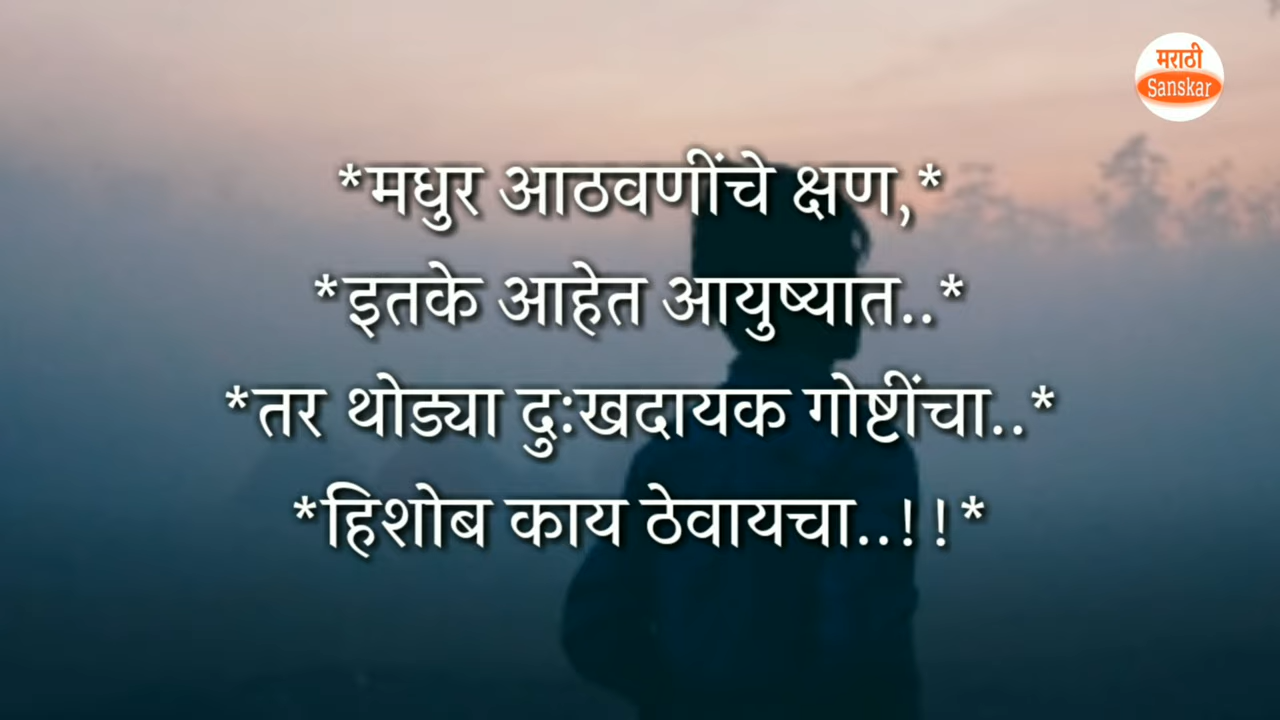 मराठी
Sanskar
*मधुर आठवणींचे क्षण,*
*इतके आहेत आयुष्यात..*
*तर थोड्या दुःखदायक गोष्टींचा..*
*हिशोब काय ठेवायचा..!!*